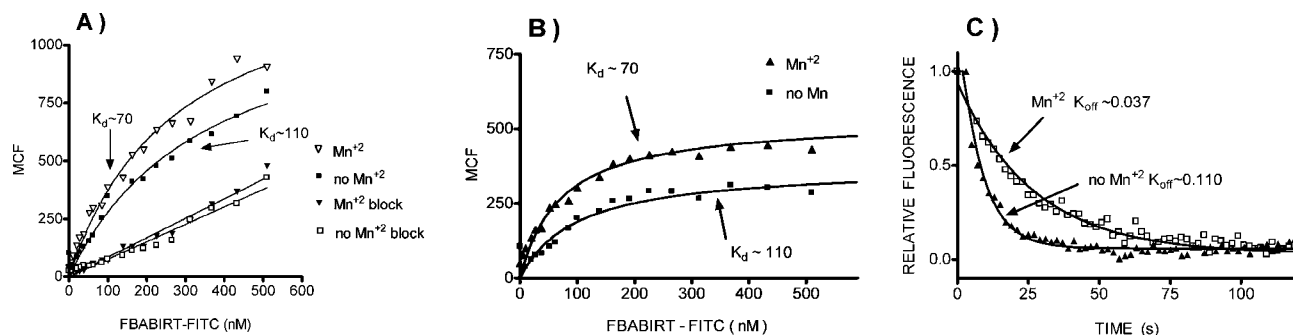 A )
1000
750
500
250
0
MCF
K_d~70
K_d~110
0 100 200 300 400 500 600
FBABIRT-FITC (nM)
Mn+2
no Mn+2
Mn+2 block
no Mn+2 block
B )
750
500
250
0
MCF
K_d ~ 70
K_d ~ 110
Mn+2
no Mn
0 100 200 300 400 500
FBABIRT - FITC ( nM )
C )
1.0
0.5
0.0
RELATIVE FLUORESCENCE
Mn+2 K_off ~0.037
no Mn+2 K_off~0.110
0 25 50 75 100
TIME (s)